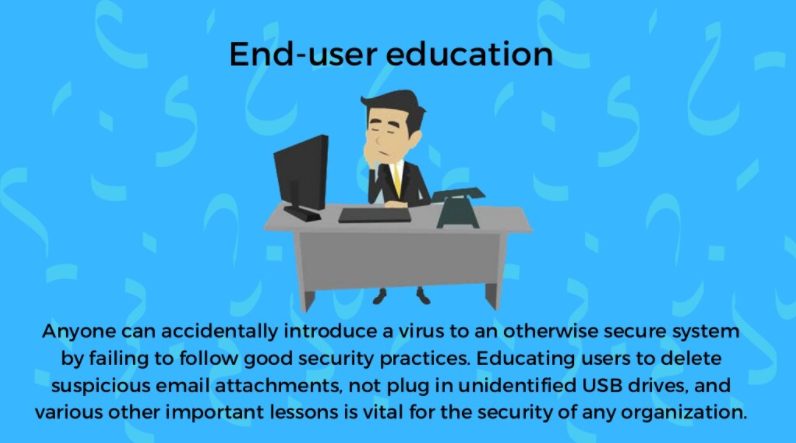 End-user education
Anyone can accidentally introduce a virus to an otherwise secure system
by failing to follow good security practices. Educating users to delete
suspicious email attachments, not plug in unidentified USB drives, and
various other important lessons is vital for the security of any organization.